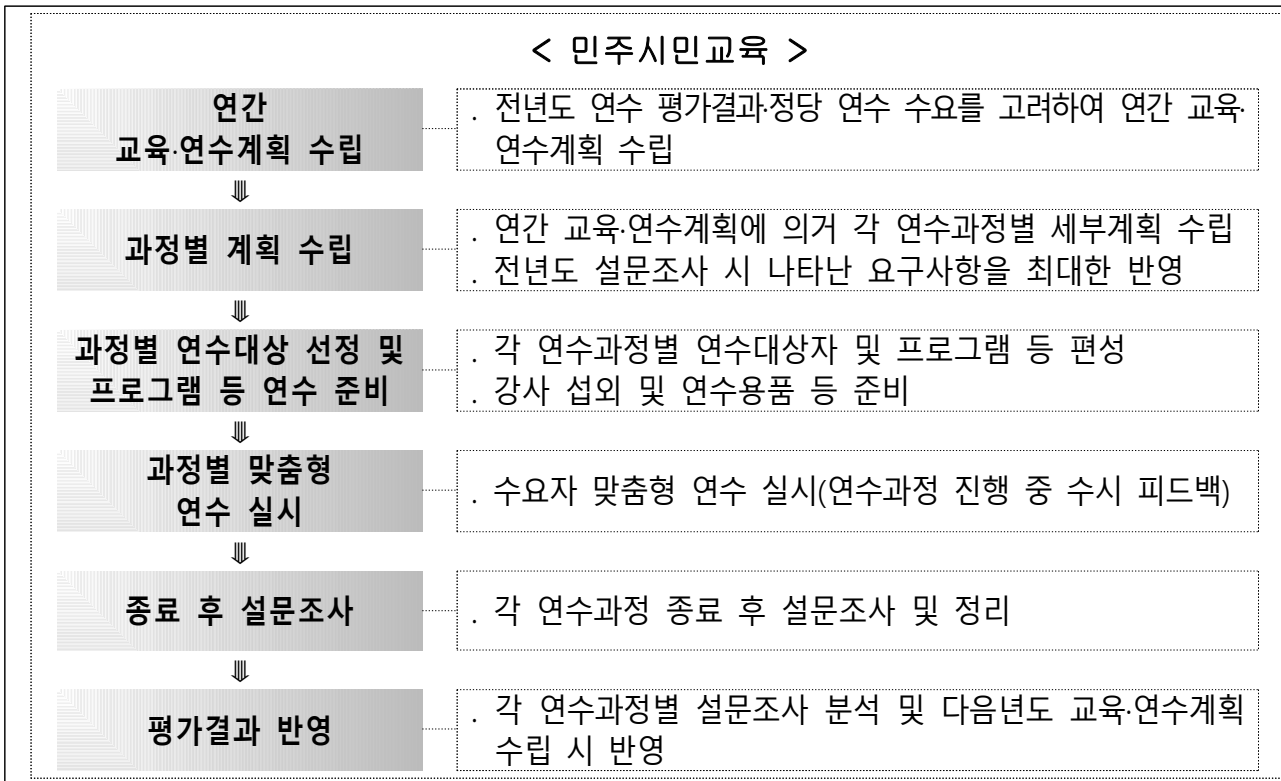 < 민주시민교육 >
연간
교육·연수계획 수립
. 전년도 연수 평가결과·정당 연수 수요를 고려하여 연간 교육·
연수계획 수립
⇓
과정별 계획 수립
. 연간 교육·연수계획에 의거 각 연수과정별 세부계획 수립
. 전년도 설문조사 시 나타난 요구사항을 최대한 반영
⇓
과정별 연수대상 선정 및
프로그램 등 연수 준비
. 각 연수과정별 연수대상자 및 프로그램 등 편성
. 강사 섭외 및 연수용품 등 준비
⇓
과정별 맞춤형
연수 실시
. 수요자 맞춤형 연수 실시(연수과정 진행 중 수시 피드백)
⇓
종료 후 설문조사
. 각 연수과정 종료 후 설문조사 및 정리
⇓
평가결과 반영
. 각 연수과정별 설문조사 분석 및 다음년도 교육·연수계획
수립 시 반영